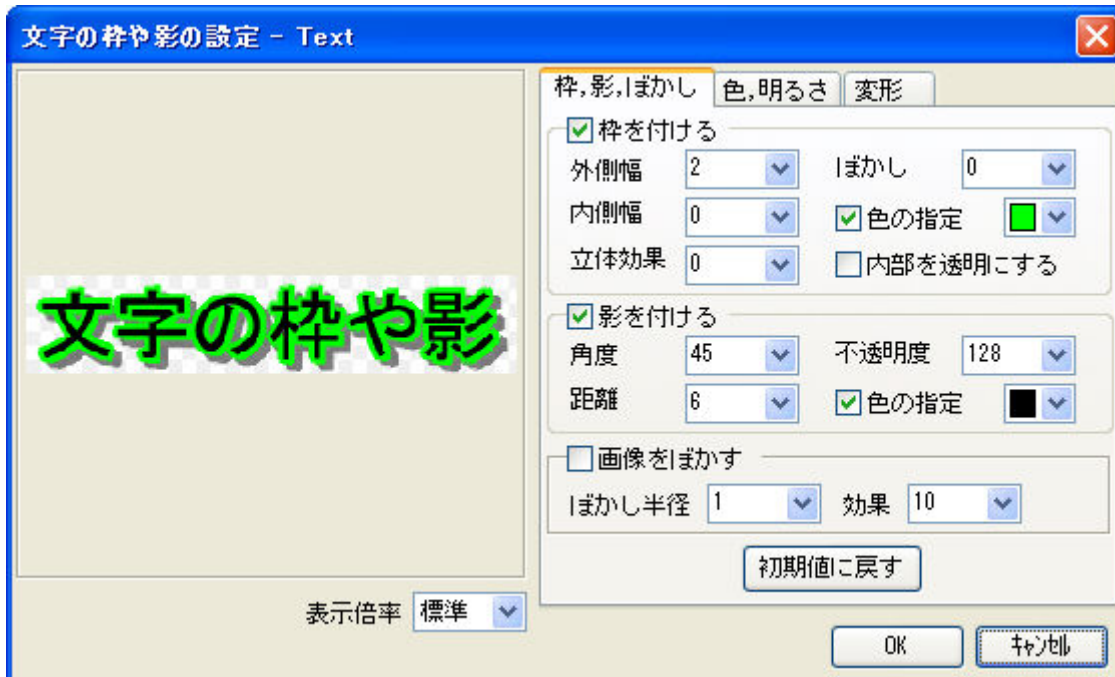 文字の枠や影の設定 - Text
文字の枠や影
表示倍率 標準
枠,影,ぼかし 色,明るさ 変形
枠を付ける
外側幅 2 ぼかし 0
内側幅 0 色の指定
立体効果 0 内部を透明にする
影を付ける
角度 45 不透明度 128
距離 6 色の指定
画像をぼかす
ぼかし半径 1 効果 10
初期値に戻す
OK キャンセル